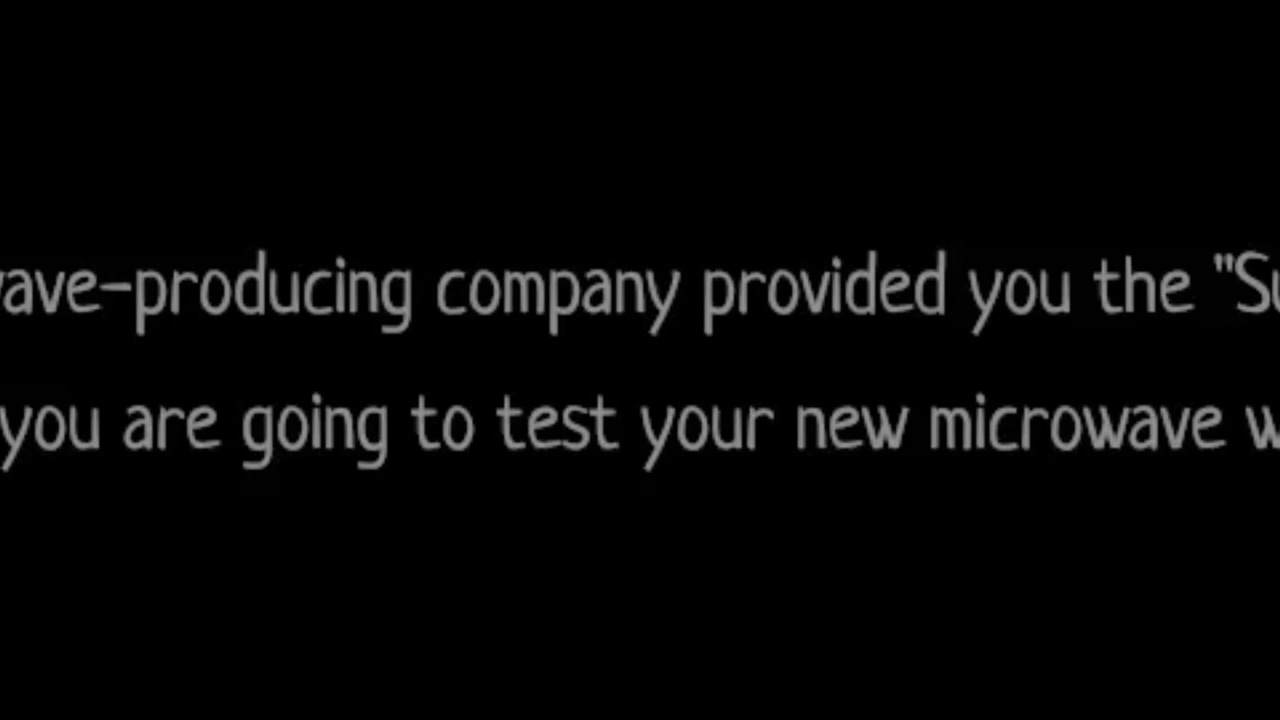 ave-producing company provided you the "Su
you are going to test your new microwave w